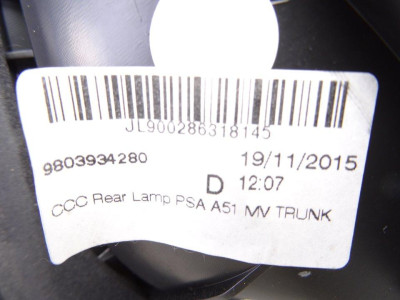 JL900286318145
9803934280 19/11/2015
D 12:07
CCC Rear Lamp PSA A51 MV TRUNK